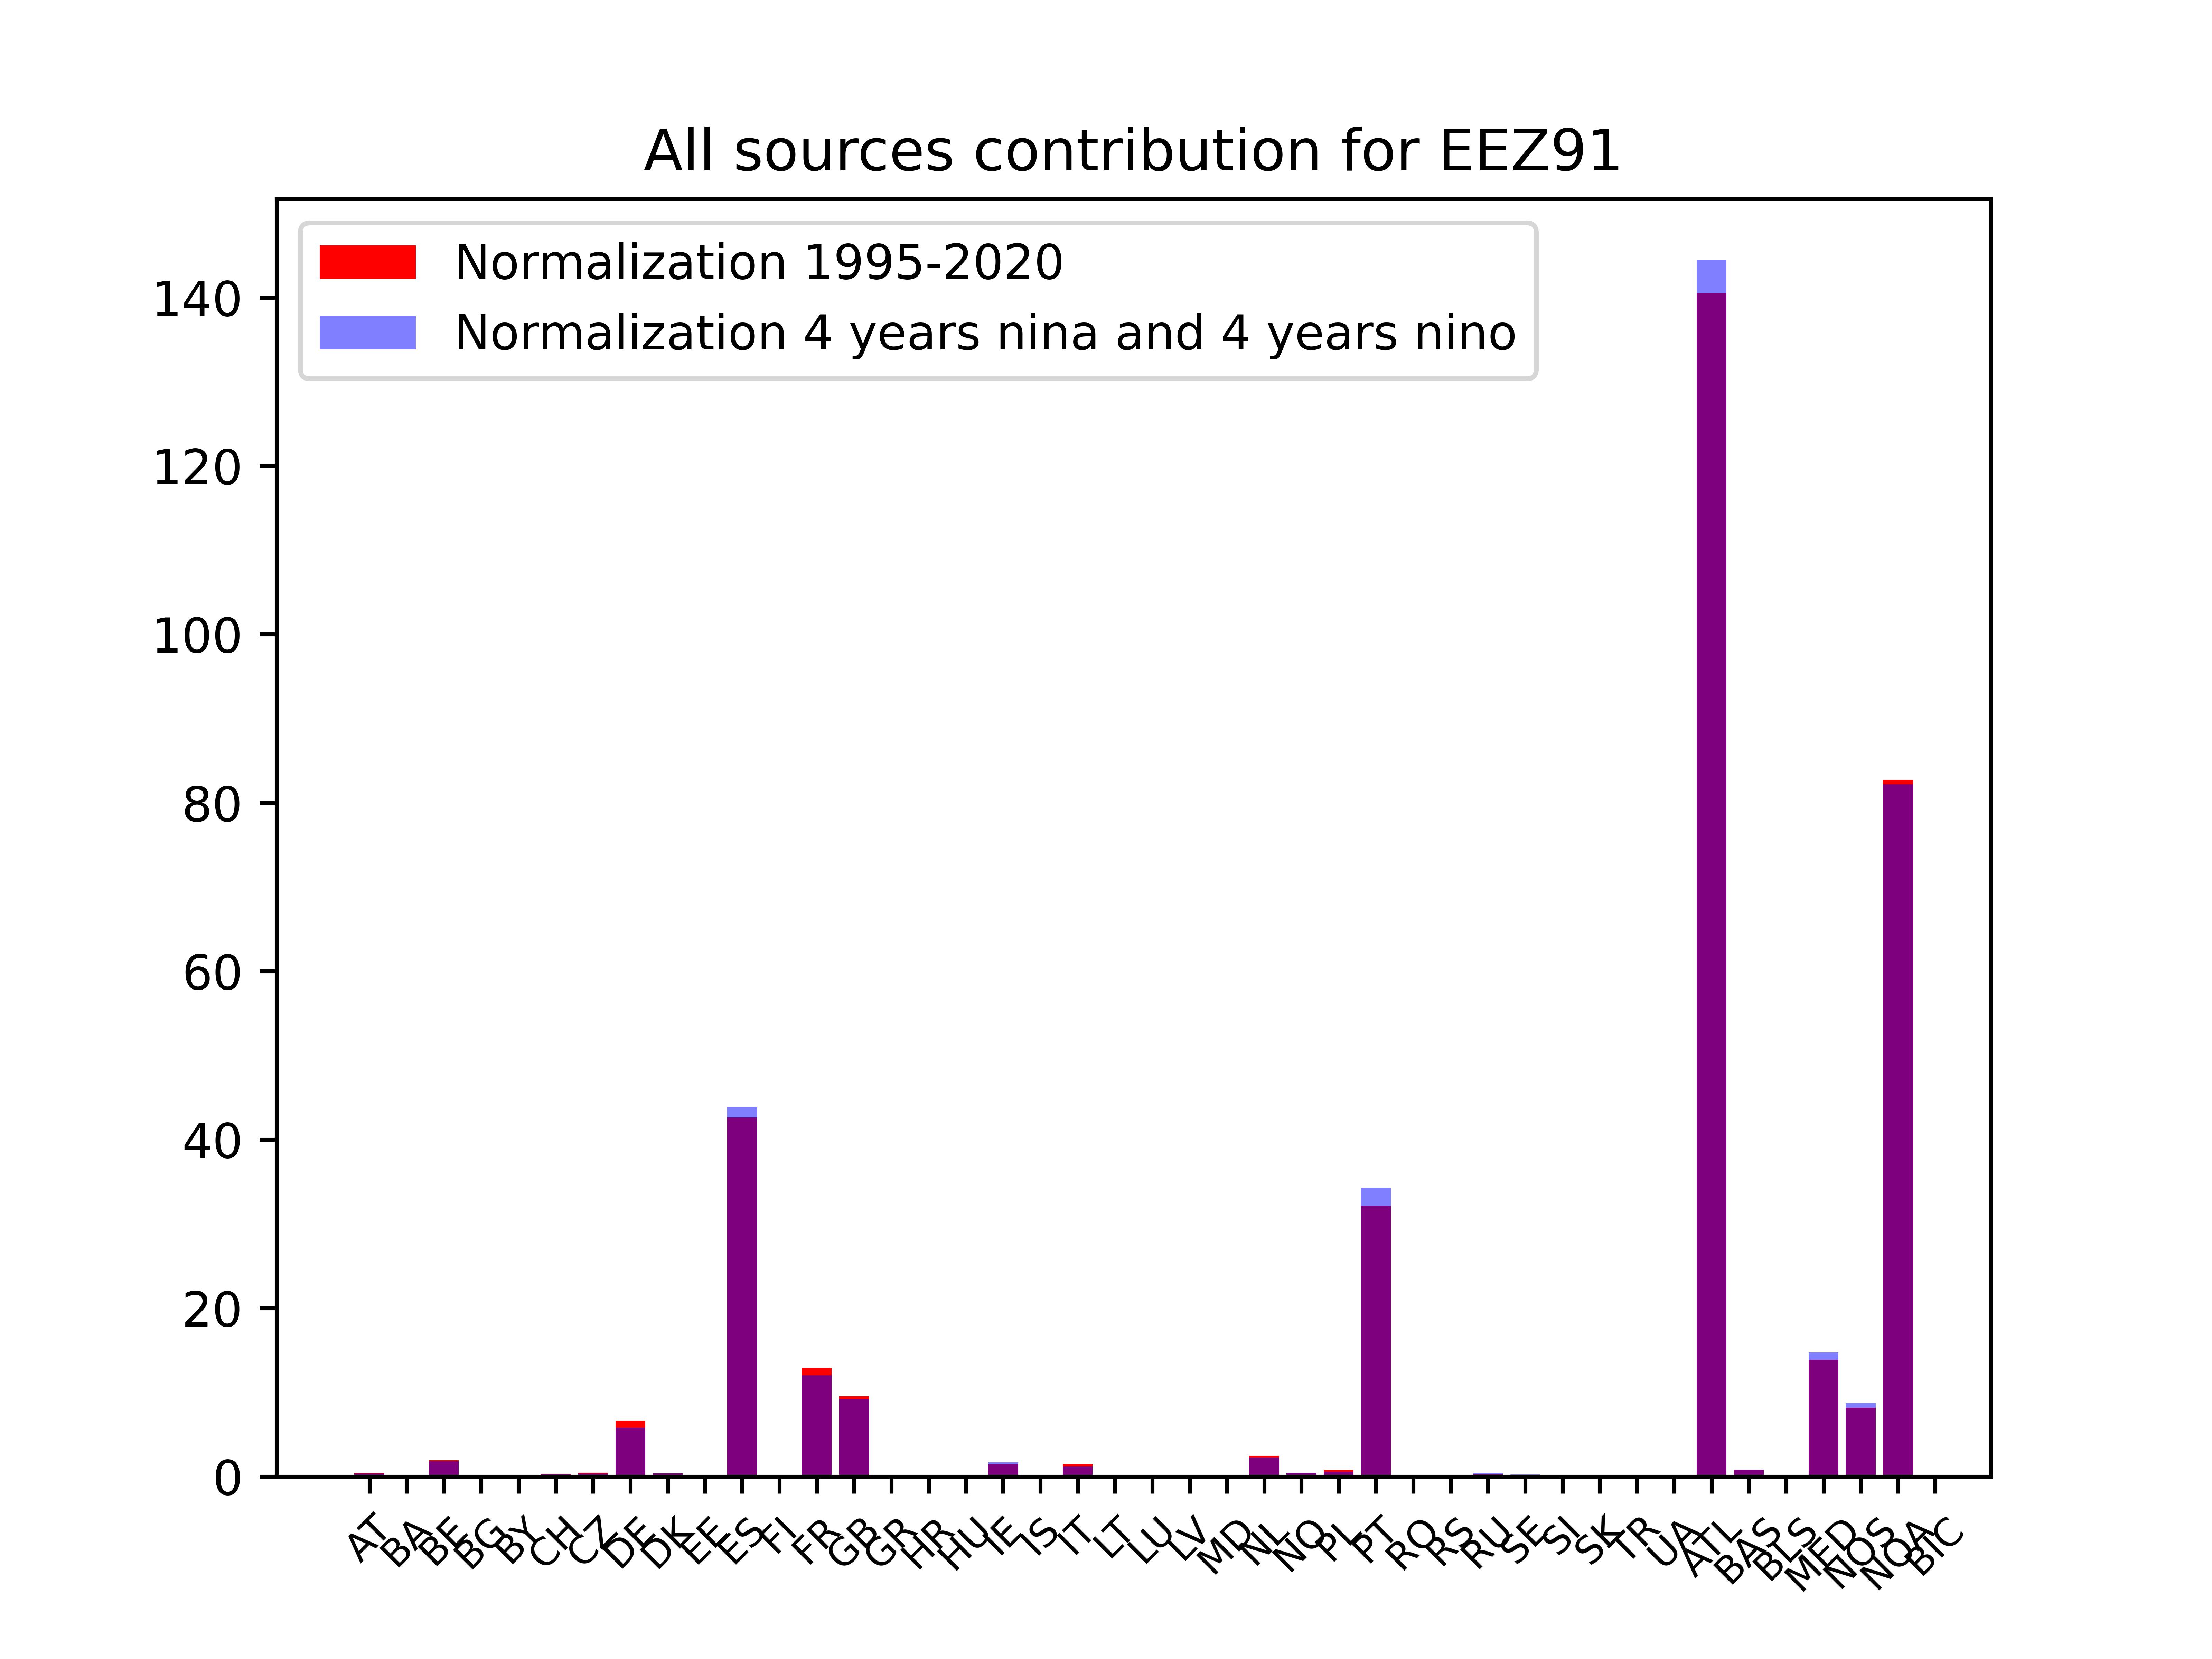 All sources contribution for EEZ91
Normalization 1995-2020
Normalization 4 years nina and 4 years nino
140
120
100
80
60
40
20
0
AT BA BE BG BY CH CZ DE DK EE ES FI FR GB GR HR HU IE IS IT LT LU LV MD NL NO PL PT RO RS RU SE SI SK TR UA ATL BAS BLS MED NOS NOA BIC